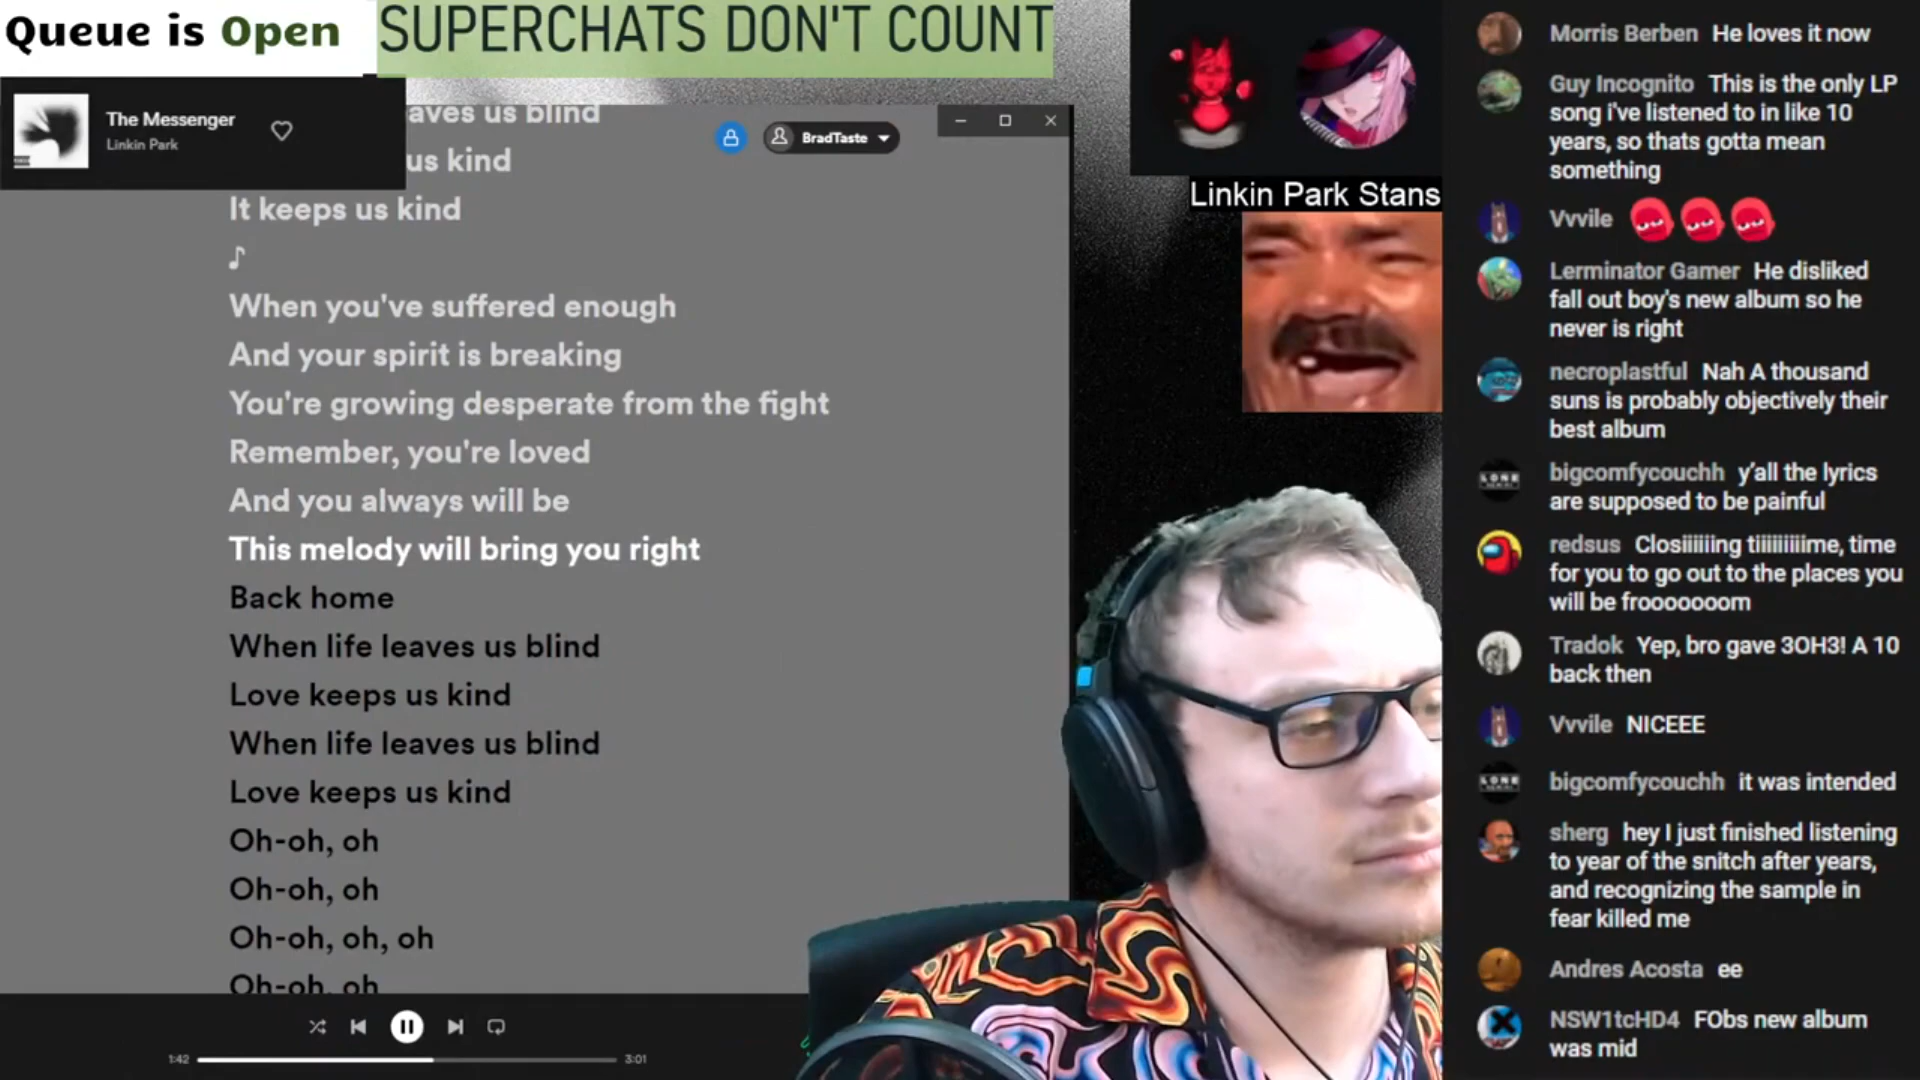 Queue is Open
SUPERCHATS DON'T COUNT
The Messenger
Linkin Park
aves us blind
us kind
It keeps us kind
♪
When you've suffered enough
And your spirit is breaking
You're growing desperate from the fight
Remember, you're loved
And you always will be
This melody will bring you right
Back home
When life leaves us blind
Love keeps us kind
When life leaves us blind
Love keeps us kind
Oh-oh, oh
Oh-oh, oh
Oh-oh, oh, oh
Oh-oh, oh
1:42
3:01
BradTaste
Linkin Park Stans
Morris Berben He loves it now
Guy Incognito This is the only LP
song i've listened to in like 10
years, so thats gotta mean
something
Vvvile
Lerminator Gamer He disliked
fall out boy's new album so he
never is right
necroplastful Nah A thousand
suns is probably objectively their
best album
bigcomfycouchh y'all the lyrics
are supposed to be painful
redsus Closiiiiiing tiiiiiiiiime, time
for you to go out to the places you
will be frooooooom
Tradok Yep, bro gave 3OH3! A 10
back then
Vvvile NICEEE
bigcomfycouchh it was intended
sherg hey I just finished listening
to year of the snitch after years,
and recognizing the sample in
fear killed me
Andres Acosta ee
NSW1tcHD4 FObs new album
was mid